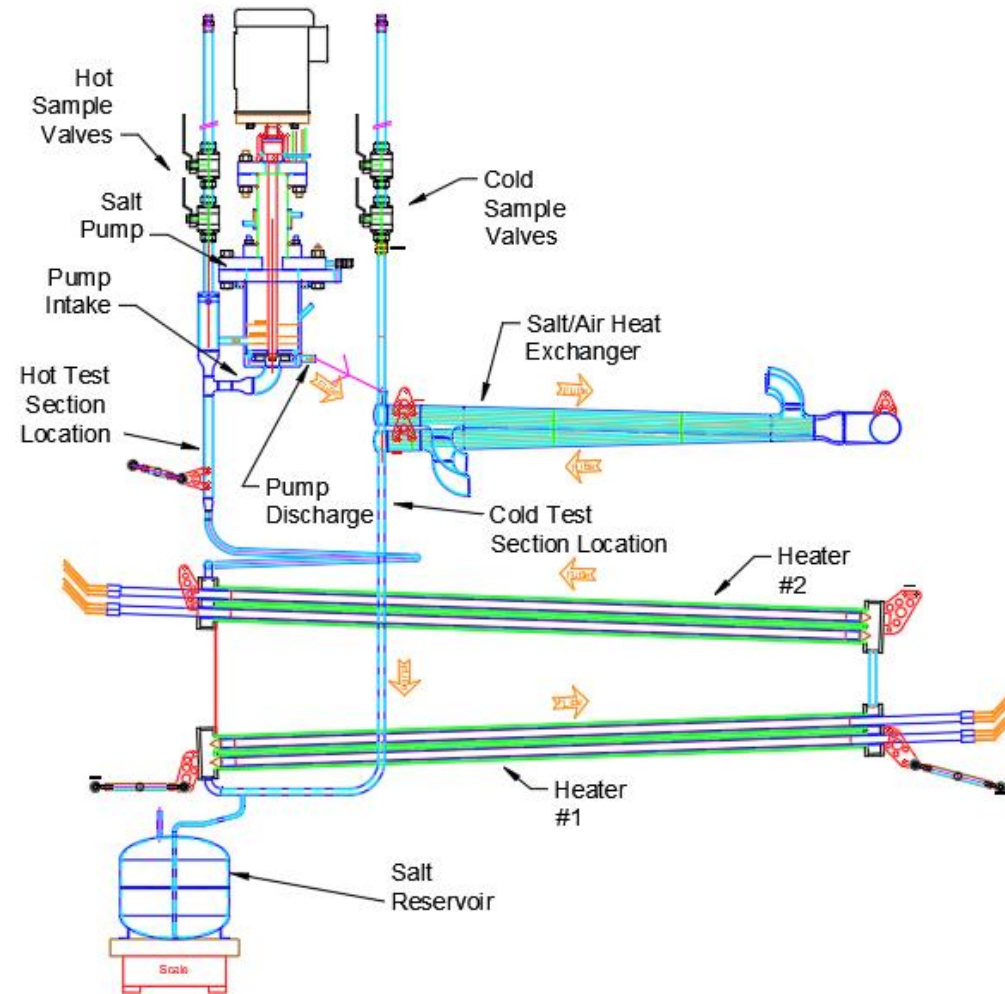 Hot
Sample
Valves
Salt
Pump
Pump
Intake
Hot Test
Section
Location
Cold
Sample
Valves
Salt/Air Heat
Exchanger
Pump
Discharge
Cold Test
Section Location
Heater
#2
Heater
#1
Salt
Reservoir
Scale